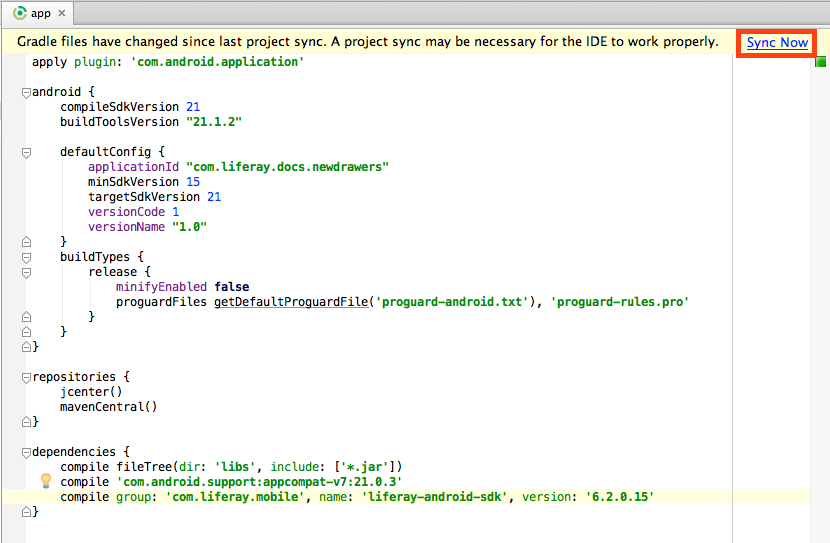 app
Gradle files have changed since last project sync. A project sync may be necessary for the IDE to work properly. Sync Now
apply plugin: 'com.android.application'
android {
compileSdkVersion 21
buildToolsVersion "21.1.2"
defaultConfig {
applicationId "com.liferay.docs.newdrawers"
minSdkVersion 15
targetSdkVersion 21
versionCode 1
versionName "1.0"
}
buildTypes {
release {
minifyEnabled false
proguardFiles getDefaultProguardFile('proguard-android.txt'), 'proguard-rules.pro'
}
}
}
repositories {
jcenter()
mavenCentral()
}
dependencies {
compile fileTree(dir: 'libs', include: ['*.jar'])
compile 'com.android.support:appcompat-v7:21.0.3'
compile group: 'com.liferay.mobile', name: 'liferay-android-sdk', version: '6.2.0.15'
}